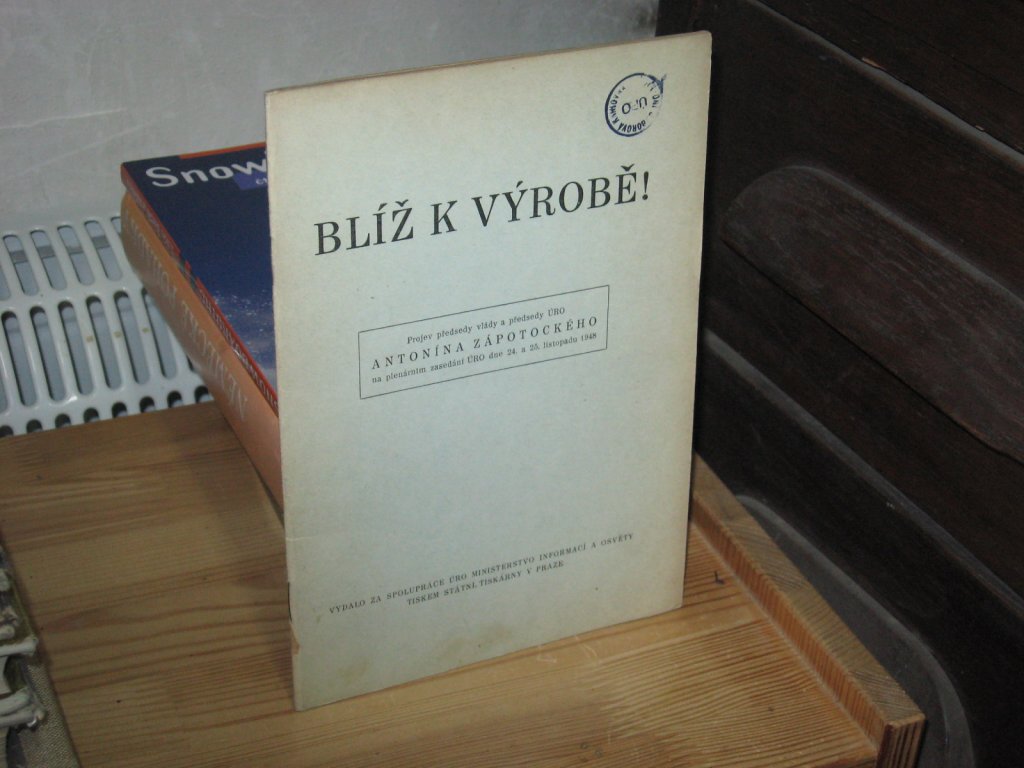 BLÍŽ K VÝROBĚ!
Projev předsedy vlády a předsedy ÚRO
ANTONÍNA ZÁPOTOCKÉHO
na plenárním zasedání ÚRO dne 24. a 25. listopadu 1948
VYDALO ZA SPOLUPRÁCE ÚRO MINISTERSTVO INFORMACÍ A OSVĚTY
TISKEM STÁTNÍ TISKÁRNY V PRAZE
Snow